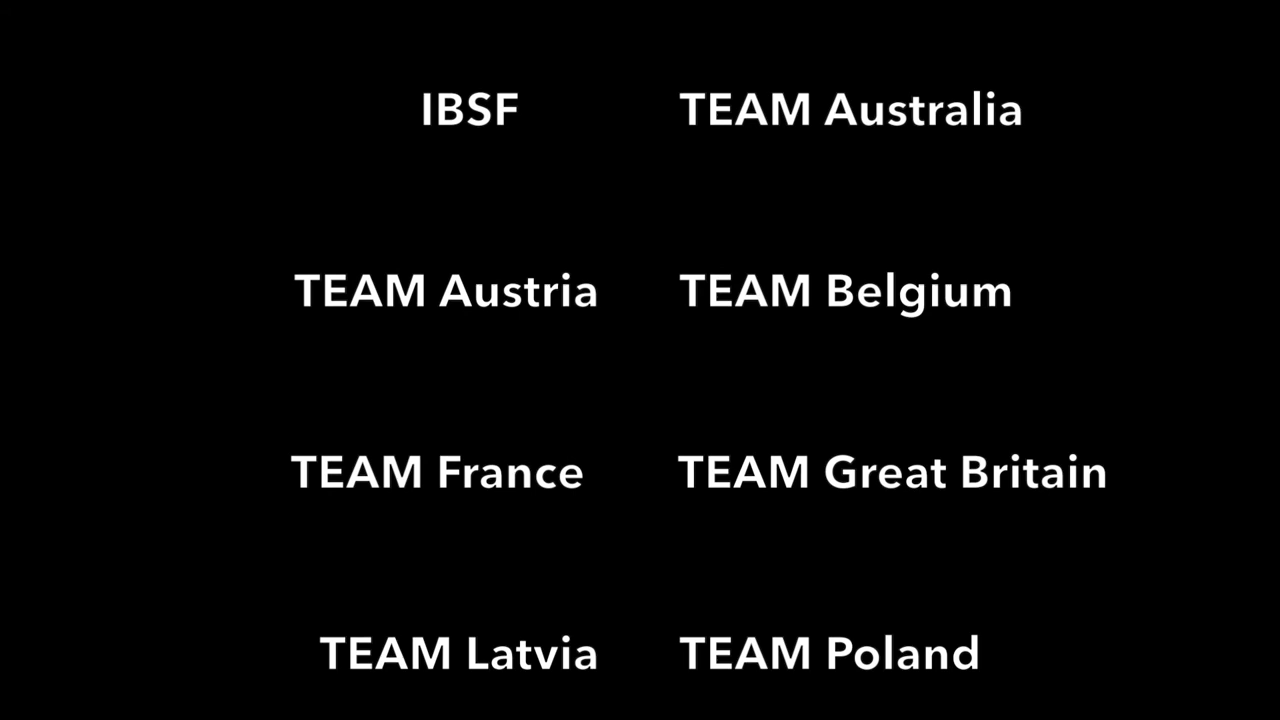 IBSF TEAM Australia
TEAM Austria TEAM Belgium
TEAM France TEAM Great Britain
TEAM Latvia TEAM Poland